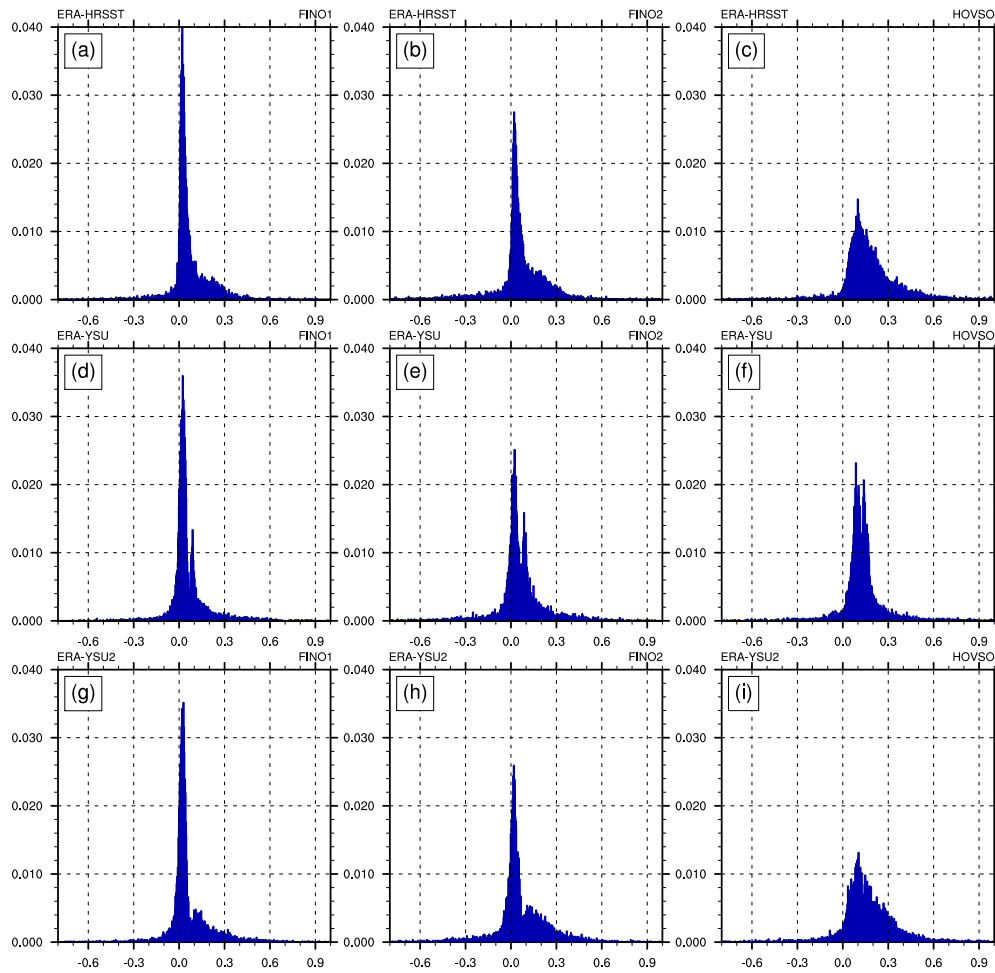 ERA-HRSST FINO1 ERA-HRSST FINO2 ERA-HRSST HOVSO
0.040 0.040 0.040
(a) (b) (c)
0.030 0.030 0.030
0.020 0.020 0.020
0.010 0.010 0.010
0.000 0.000 0.000
-0.6 -0.3 0.0 0.3 0.6 0.9 -0.6 -0.3 0.0 0.3 0.6 0.9 -0.6 -0.3 0.0 0.3 0.6 0.9
ERA-YSU FINO1 ERA-YSU FINO2 ERA-YSU HOVSO
0.040 0.040 0.040
(d) (e) (f)
0.030 0.030 0.030
0.020 0.020 0.020
0.010 0.010 0.010
0.000 0.000 0.000
-0.6 -0.3 0.0 0.3 0.6 0.9 -0.6 -0.3 0.0 0.3 0.6 0.9 -0.6 -0.3 0.0 0.3 0.6 0.9
ERA-YSU2 FINO1 ERA-YSU2 FINO2 ERA-YSU2 HOVSO
0.040 0.040 0.040
(g) (h) (i)
0.030 0.030 0.030
0.020 0.020 0.020
0.010 0.010 0.010
0.000 0.000 0.000
-0.6 -0.3 0.0 0.3 0.6 0.9 -0.6 -0.3 0.0 0.3 0.6 0.9 -0.6 -0.3 0.0 0.3 0.6 0.9